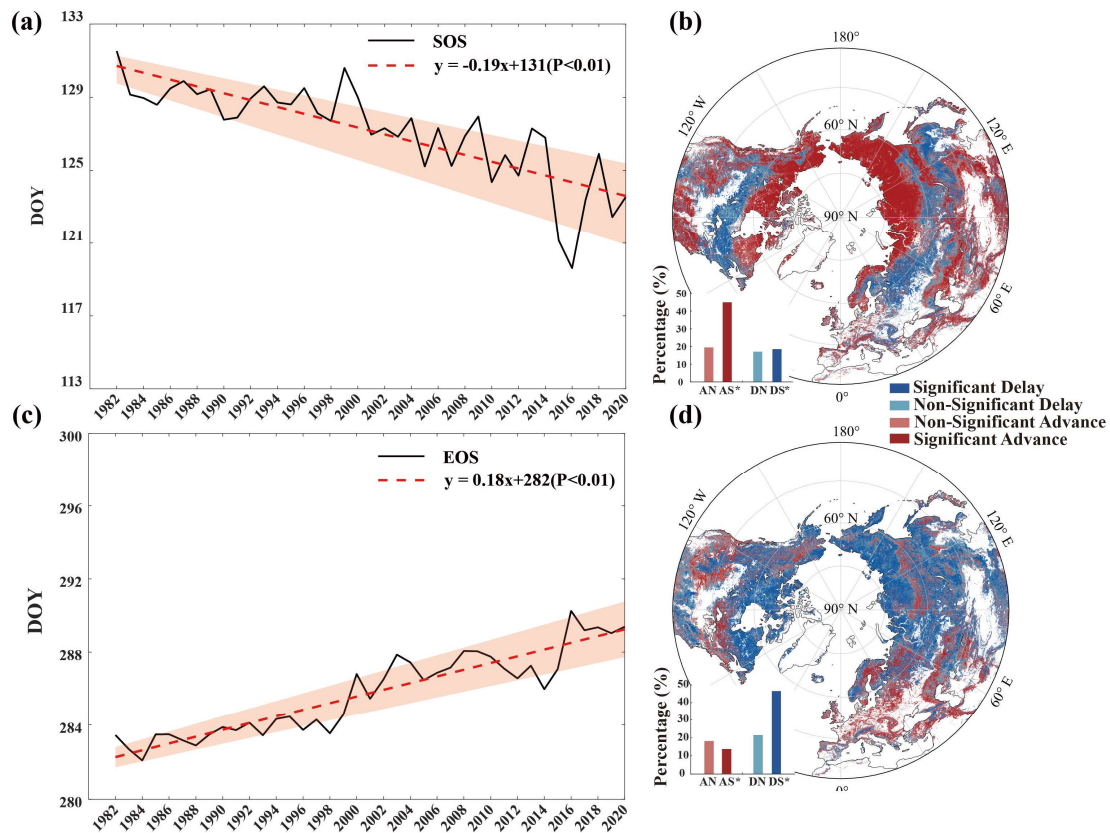 (a)
133
129
125
121
117
113
DOY
SOS
y = -0.19x+131(P<0.01)
1982
1984
1986
1988
1990
1992
1994
1996
1998
2000
2002
2004
2006
2008
2010
2012
2014
2016
2018
2020
(b)
180°
120° W
120° E
60° N
90° N
60° E
0°
Percentage (%)
50
40
30
20
10
0
AN AS* DN DS*
Significant Delay
Non-Significant Delay
Non-Significant Advance
Significant Advance
(c)
300
296
292
288
284
280
DOY
EOS
y = 0.18x+282(P<0.01)
1982
1984
1986
1988
1990
1992
1994
1996
1998
2000
2002
2004
2006
2008
2010
2012
2014
2016
2018
2020
(d)
180°
120° W
120° E
60° N
90° N
60° E
0°
Percentage (%)
50
40
30
20
10
0
AN AS* DN DS*